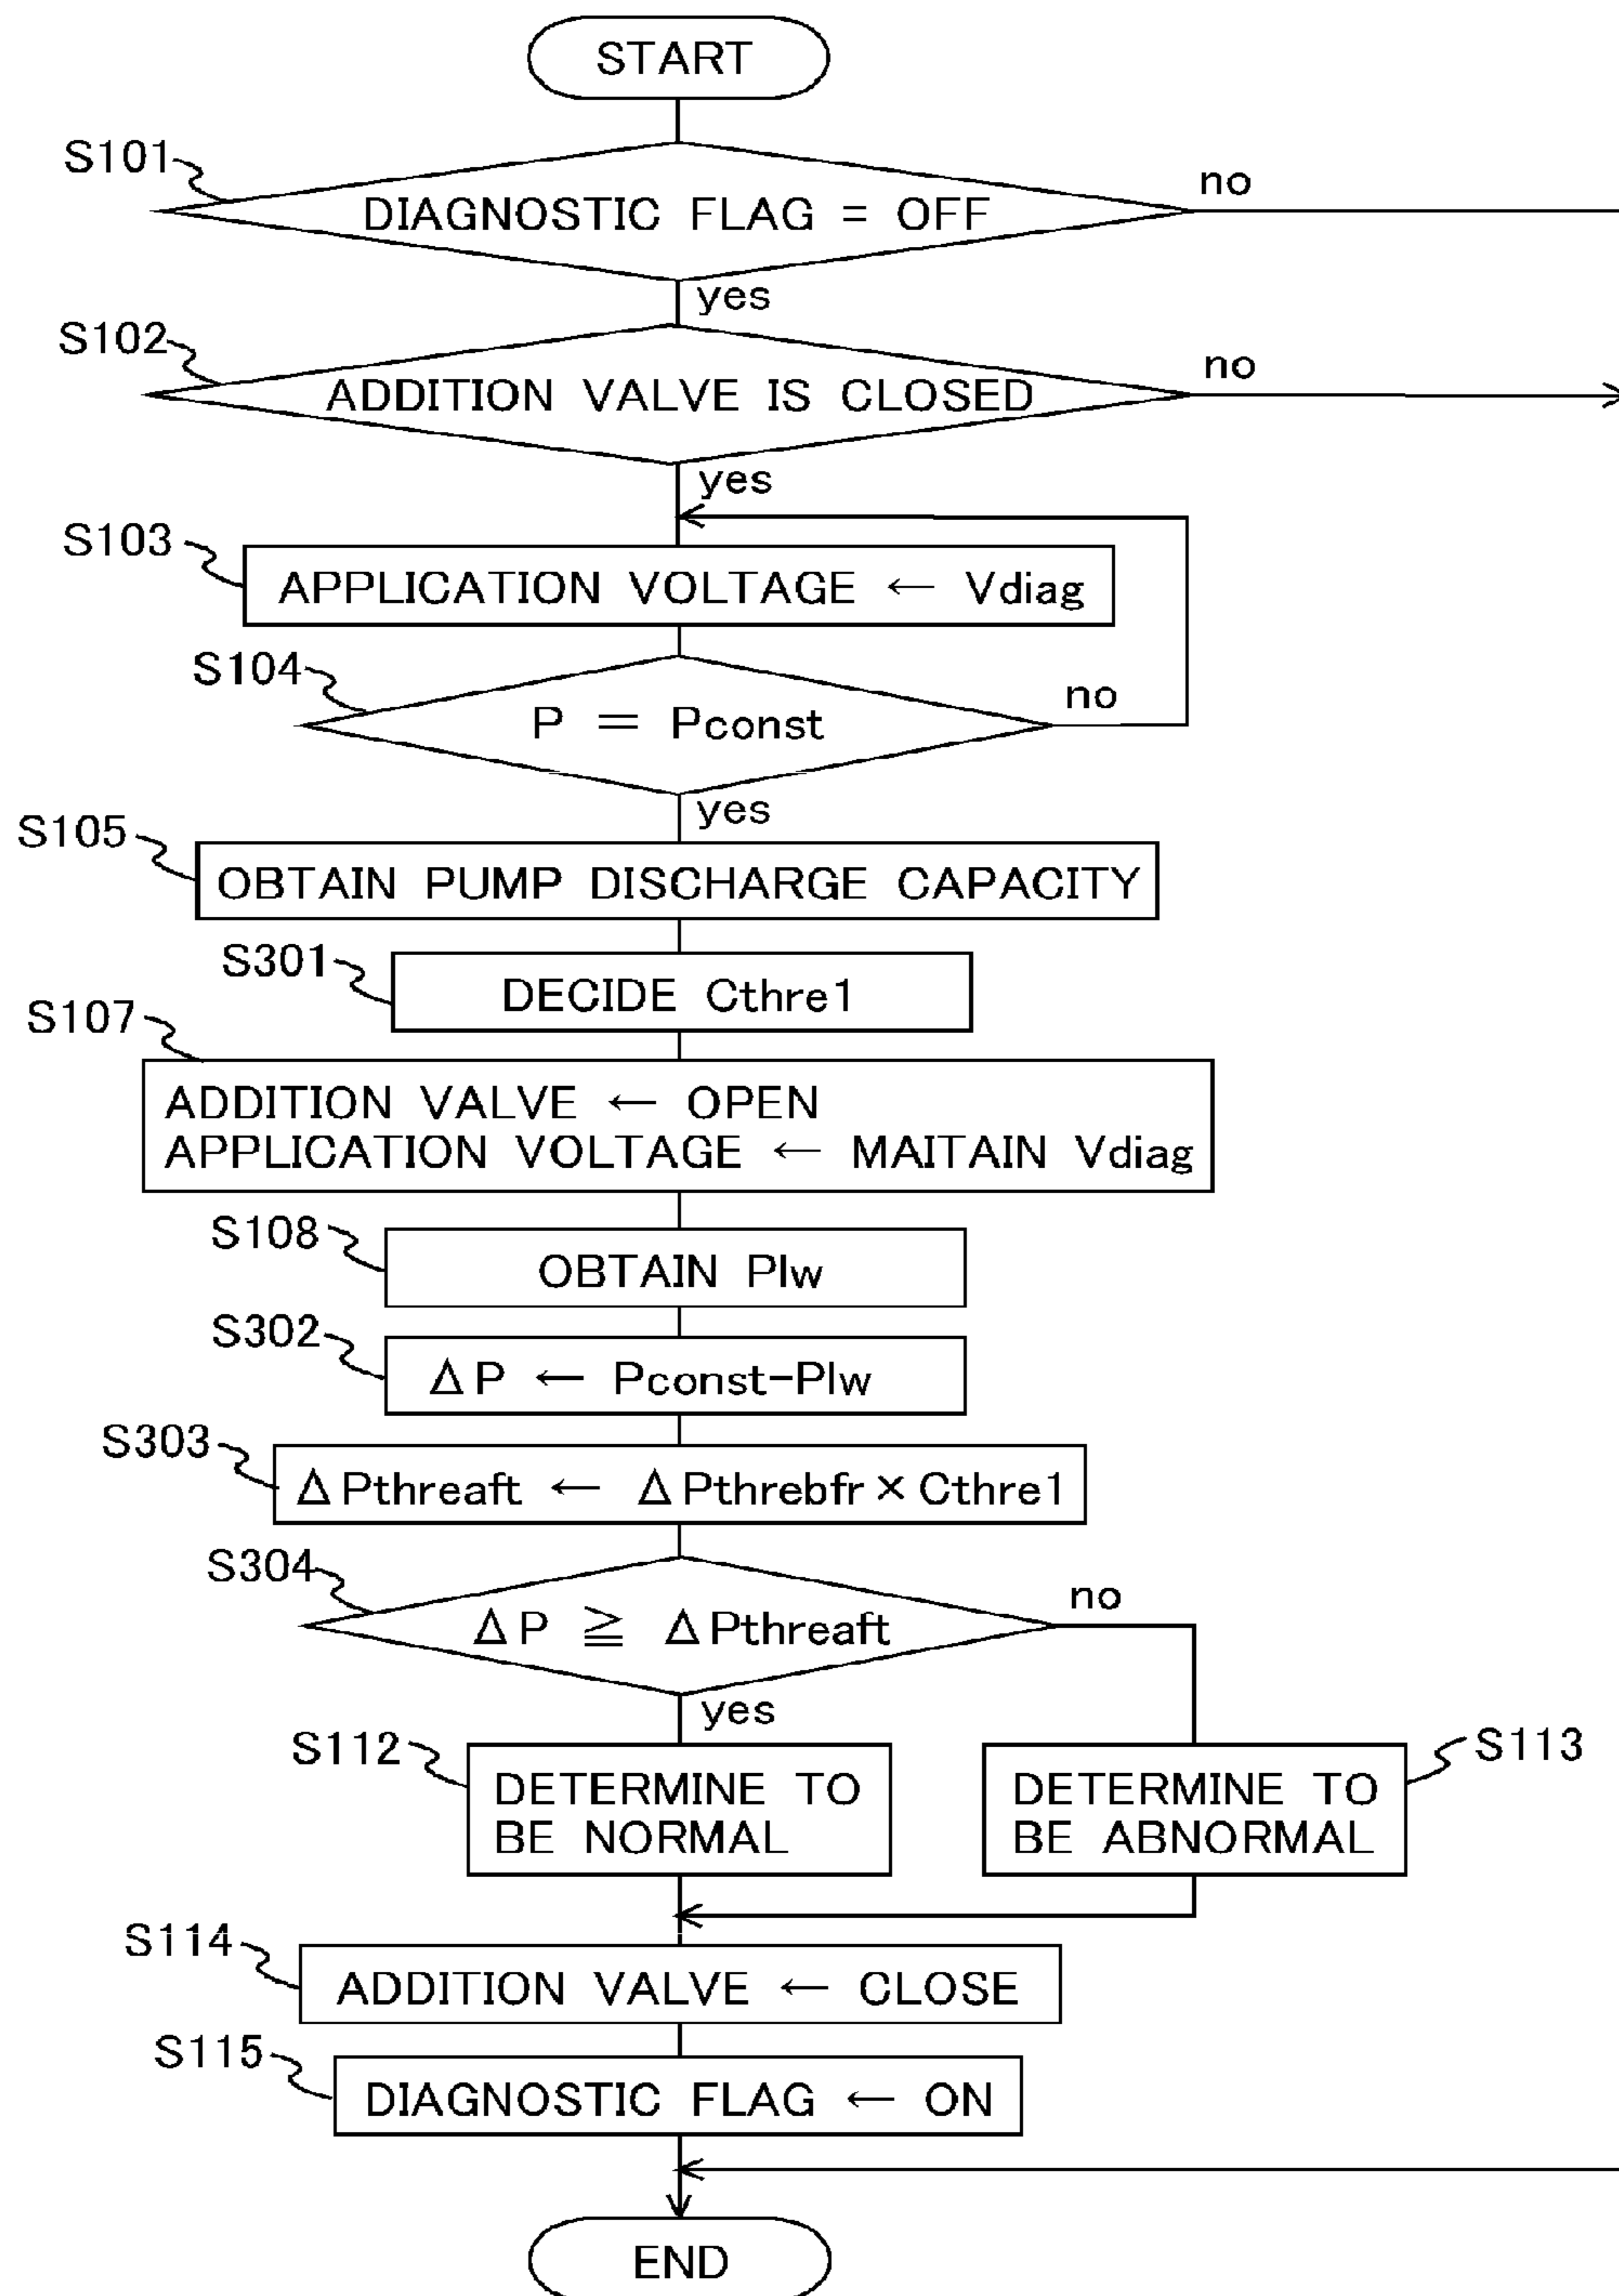 START
S101
DIAGNOSTIC FLAG = OFF
no
yes
S102
ADDITION VALVE IS CLOSED
no
yes
S103
APPLICATION VOLTAGE ← Vdiag
S104
P = Pconst
no
yes
S105
OBTAIN PUMP DISCHARGE CAPACITY
S301
DECIDE Cthre1
S107
ADDITION VALVE ← OPEN
APPLICATION VOLTAGE ← MAITAIN Vdiag
S108
OBTAIN Plw
S302
ΔP ← Pconst-Plw
S303
ΔPthreaft ← ΔPthrebfr × Cthre1
S304
ΔP ≧ ΔPthreaft
no
yes
S112
DETERMINE TO
BE NORMAL
S113
DETERMINE TO
BE ABNORMAL
S114
ADDITION VALVE ← CLOSE
S115
DIAGNOSTIC FLAG ← ON
END